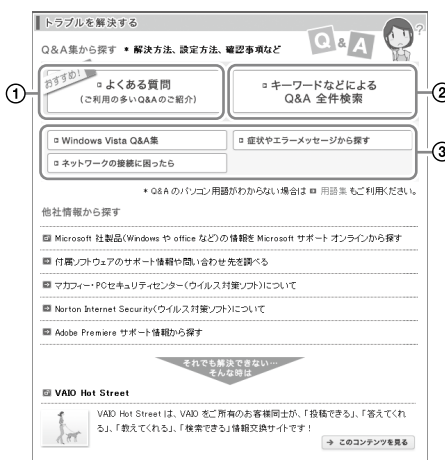 トラブルを解決する
Q&A集から探す * 解決方法、設定方法、確認事項など
Q & A ?
おすすめ!
① よくある質問
(ご利用の多いQ&Aのご紹介)
キーワードなどによる
Q&A 全件検索 ②
Windows Vista Q&A集
症状やエラーメッセージから探す
③
ネットワークの接続に困ったら
* Q&A のパソコン用語がわからない場合は 用語集 もご利用ください。
他社情報から探す
Microsoft 社製品(Windows や office など)の情報を Microsoft サポート オンラインから探す
付属ソフトウェアのサポート情報や問い合わせ先を調べる
マカフィー・PCセキュリティセンター(ウイルス対策ソフト)について
Norton Internet Security(ウイルス対策ソフト)について
Adobe Premiere サポート情報から探す
それでも解決できない…
そんな時は
VAIO Hot Street
VAIO Hot Street は、VAIO をご所有のお客様同士が、「投稿できる」、「答えてくれ
る」、「教えてくれる」、「検索できる」情報交換サイトです!
→ このコンテンツを見る